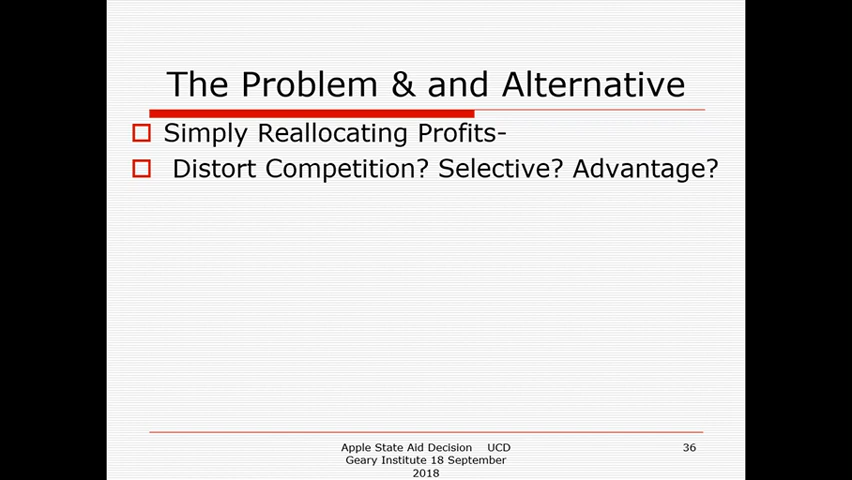 The Problem & and Alternative
Simply Reallocating Profits-
Distort Competition? Selective? Advantage?
Apple State Aid Decision UCD
Geary Institute 18 September
2018
36